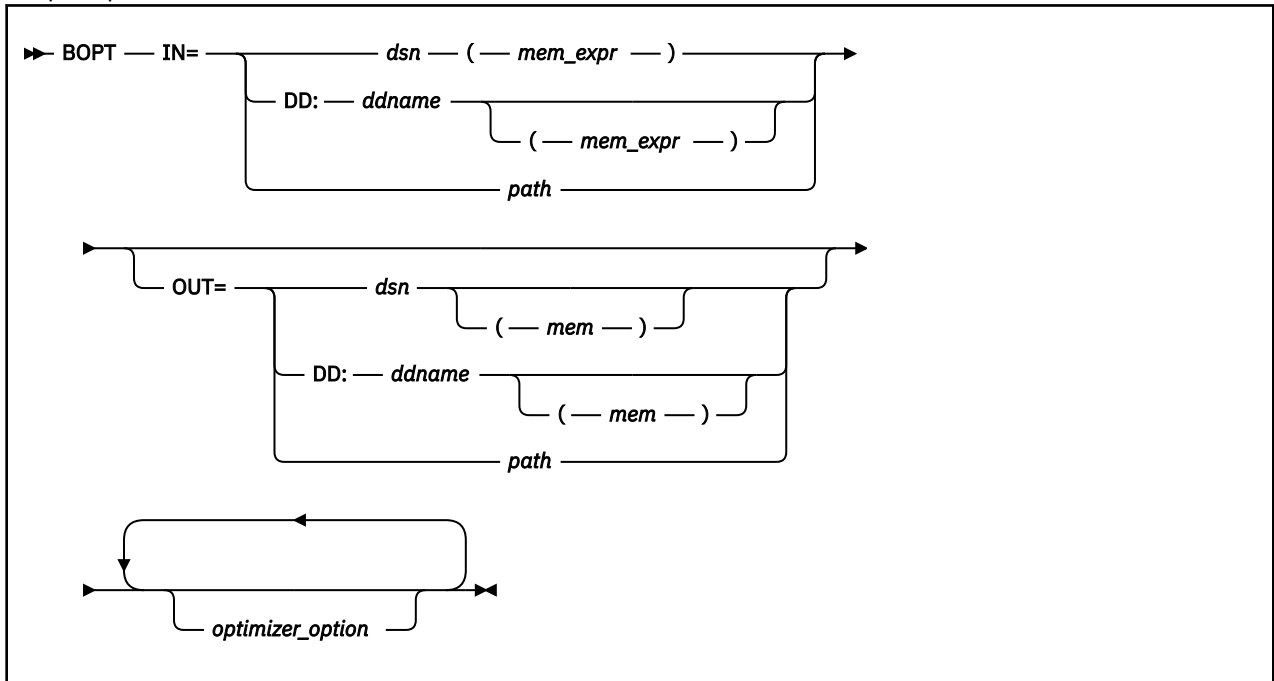 BOPT IN= dsn ( mem_expr )
DD: ddname
( mem_expr )
path
OUT= dsn
( mem )
DD: ddname
( mem )
path
optimizer_option